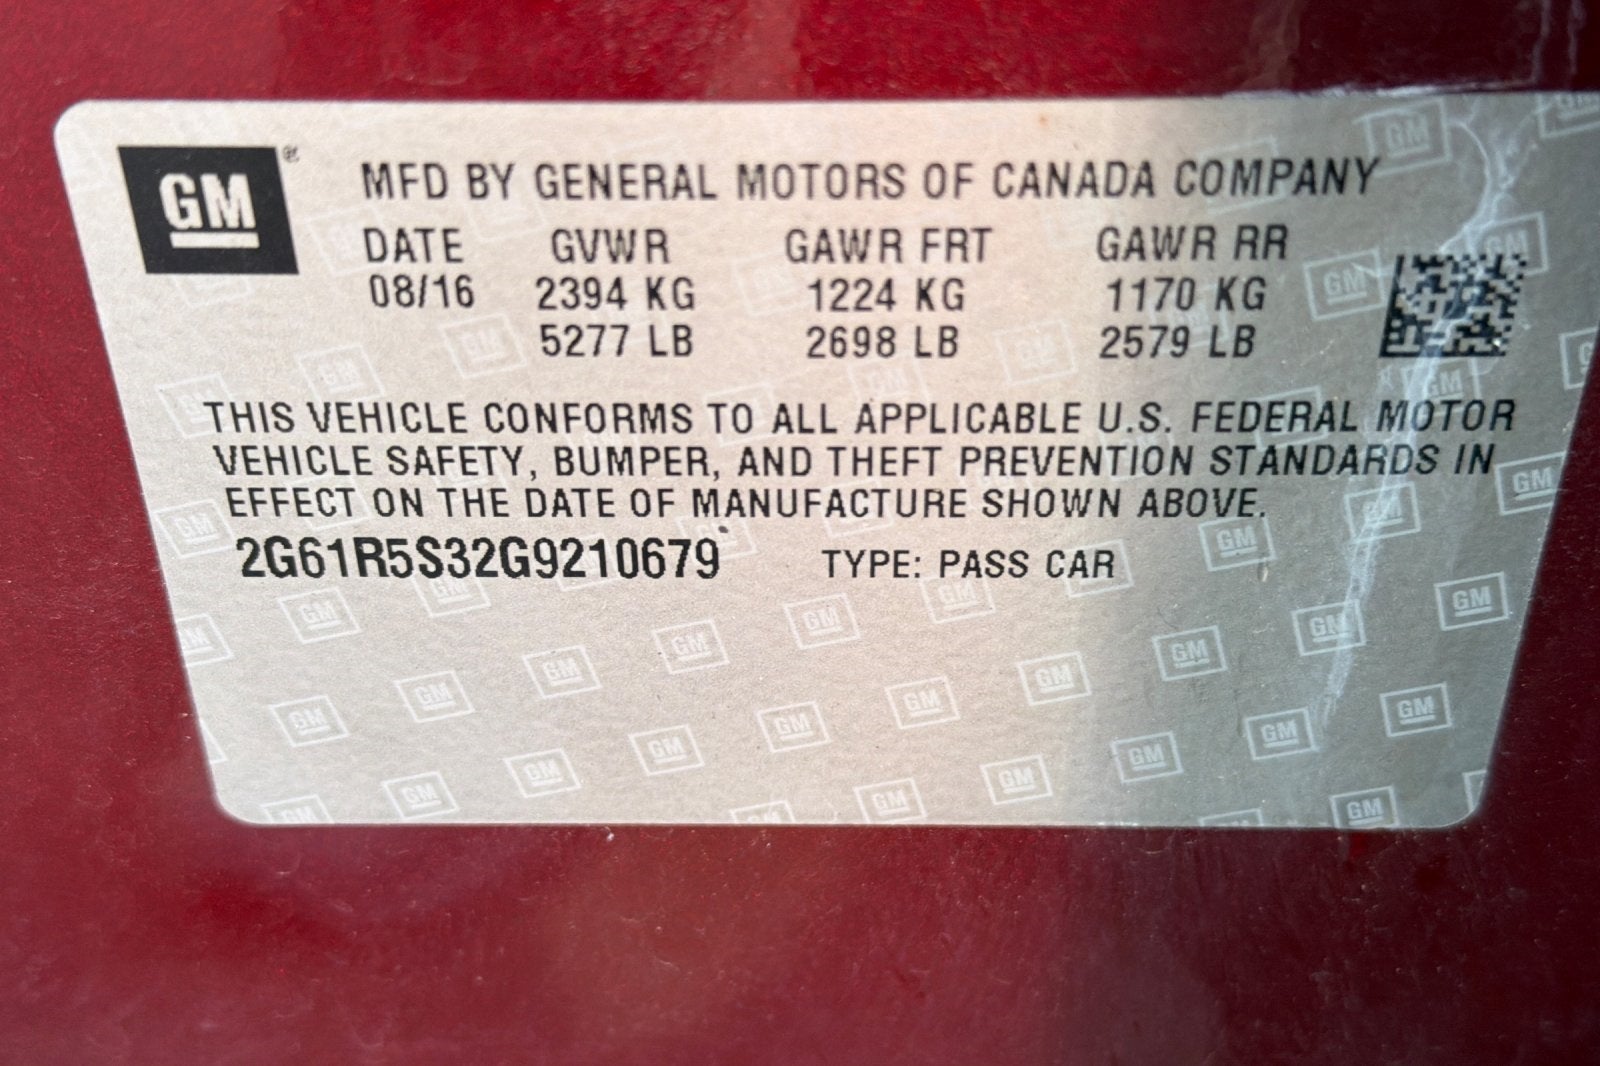 GM
MFD BY GENERAL MOTORS OF CANADA COMPANY
DATE GVWR GAWR FRT GAWR RR
08/16 2394 KG 1224 KG 1170 KG
5277 LB 2698 LB 2579 LB
THIS VEHICLE CONFORMS TO ALL APPLICABLE U.S. FEDERAL MOTOR
VEHICLE SAFETY, BUMPER, AND THEFT PREVENTION STANDARDS IN
EFFECT ON THE DATE OF MANUFACTURE SHOWN ABOVE.
2G61R5S32G9210679 TYPE: PASS CAR